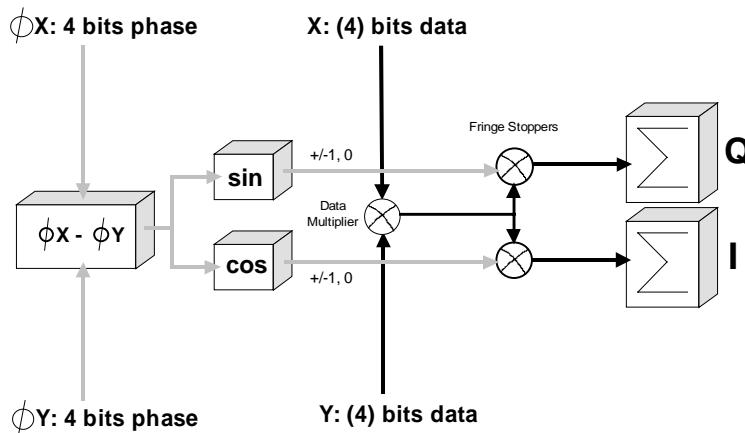 ϕX: 4 bits phase
X: (4) bits data
Fringe Stoppers
Q
sin
+/-1, 0
ϕX - ϕY
Data
Multiplier
cos
+/-1, 0
I
ϕY: 4 bits phase
Y: (4) bits data